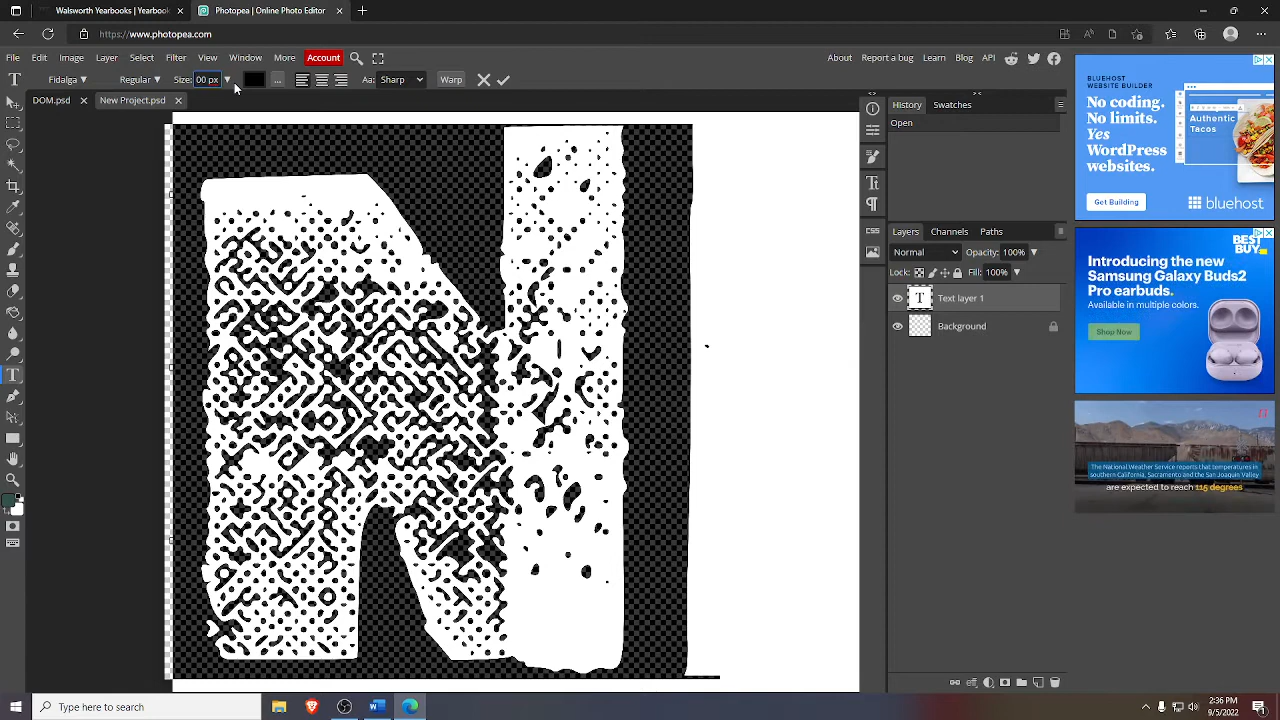 Walsworth Yearbooks | Yearbook
Photopea | Online Photo Editor
https://www.photopea.com
File Edit Image Layer Select Filter View Window More Account
About Report a bug Learn Blog API
Fidalga Regular Size: 00 px ... Aa: Sharp Warp
DOM.psd New Project.psd
History Swatches
Open
Layers Channels Paths
Normal Opacity: 100%
Lock: Fill: 100%
T Text layer 1
Background
CSS
N
BLUEHOST
WEBSITE BUILDER
No coding.
No limits.
Yes
WordPress
websites.
Get Building
Authentic
Tacos
bluehost
BEST
BUY
Introducing the new
Samsung Galaxy Buds2
Pro earbuds.
Available in multiple colors.
Shop Now
The National Weather Service reports that temperatures in
southern California, Sacramento and the San Joaquin Valley
are expected to reach 115 degrees
Type here to search
2:36 PM
9/5/2022